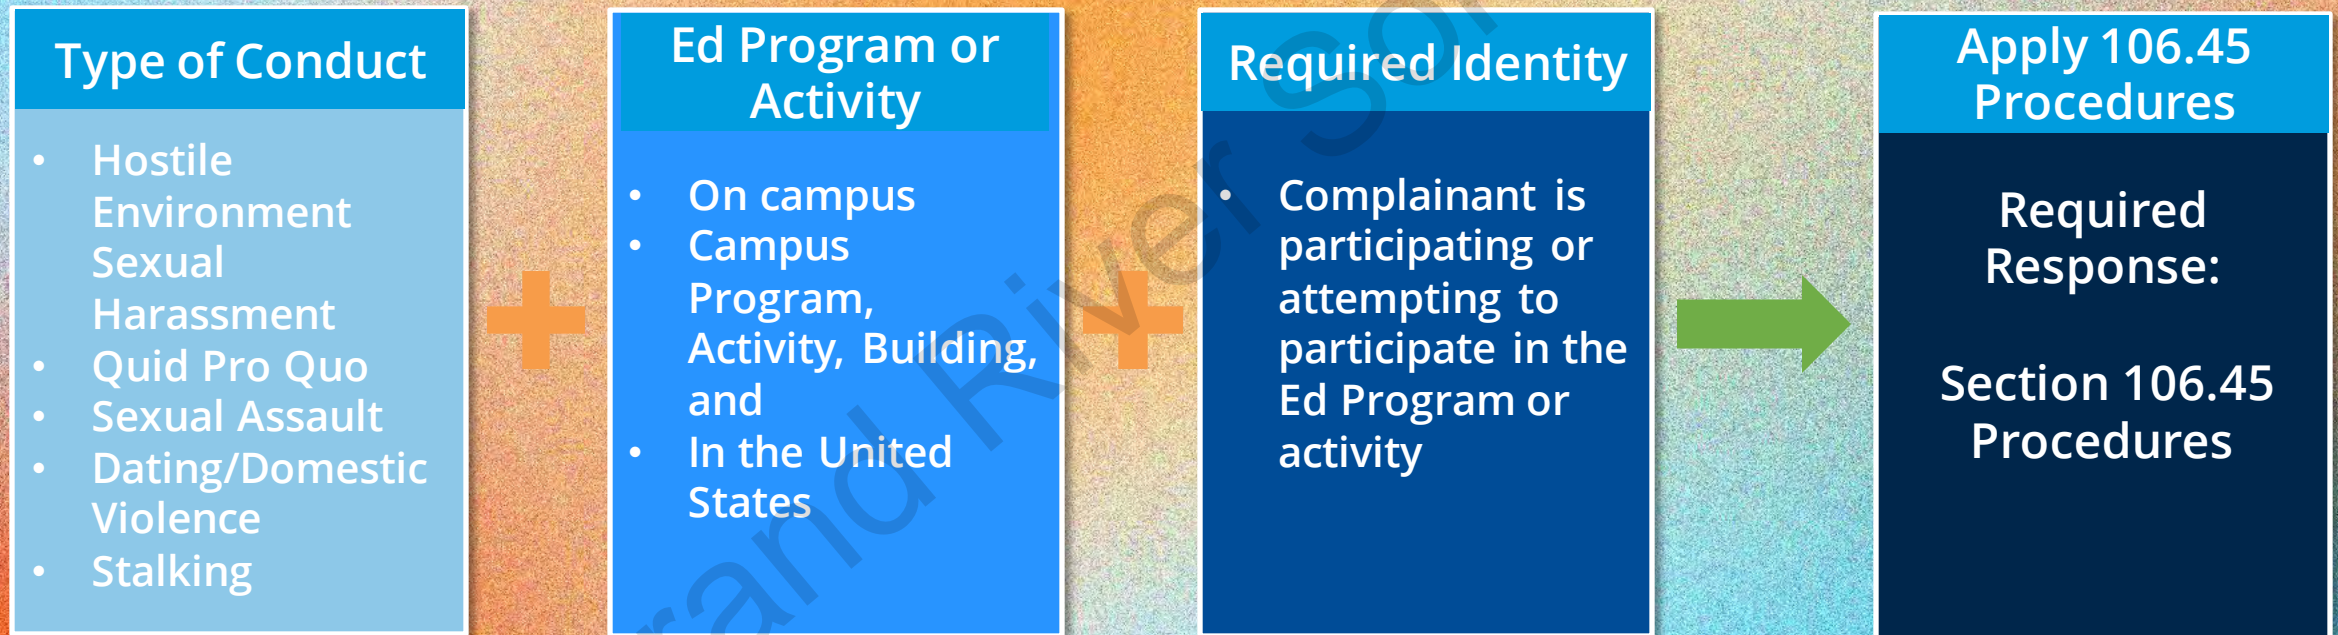 Type of Conduct
• Hostile
Environment
Sexual
Harassment
• Quid Pro Quo
• Sexual Assault
• Dating/Domestic
Violence
• Stalking
Ed Program or
Activity
• On campus
• Campus
Program,
Activity, Building,
and
• In the United
States
Required Identity
• Complainant is
participating or
attempting to
participate in the
Ed Program or
activity
Apply 106.45
Procedures
Required
Response:
Section 106.45
Procedures
River